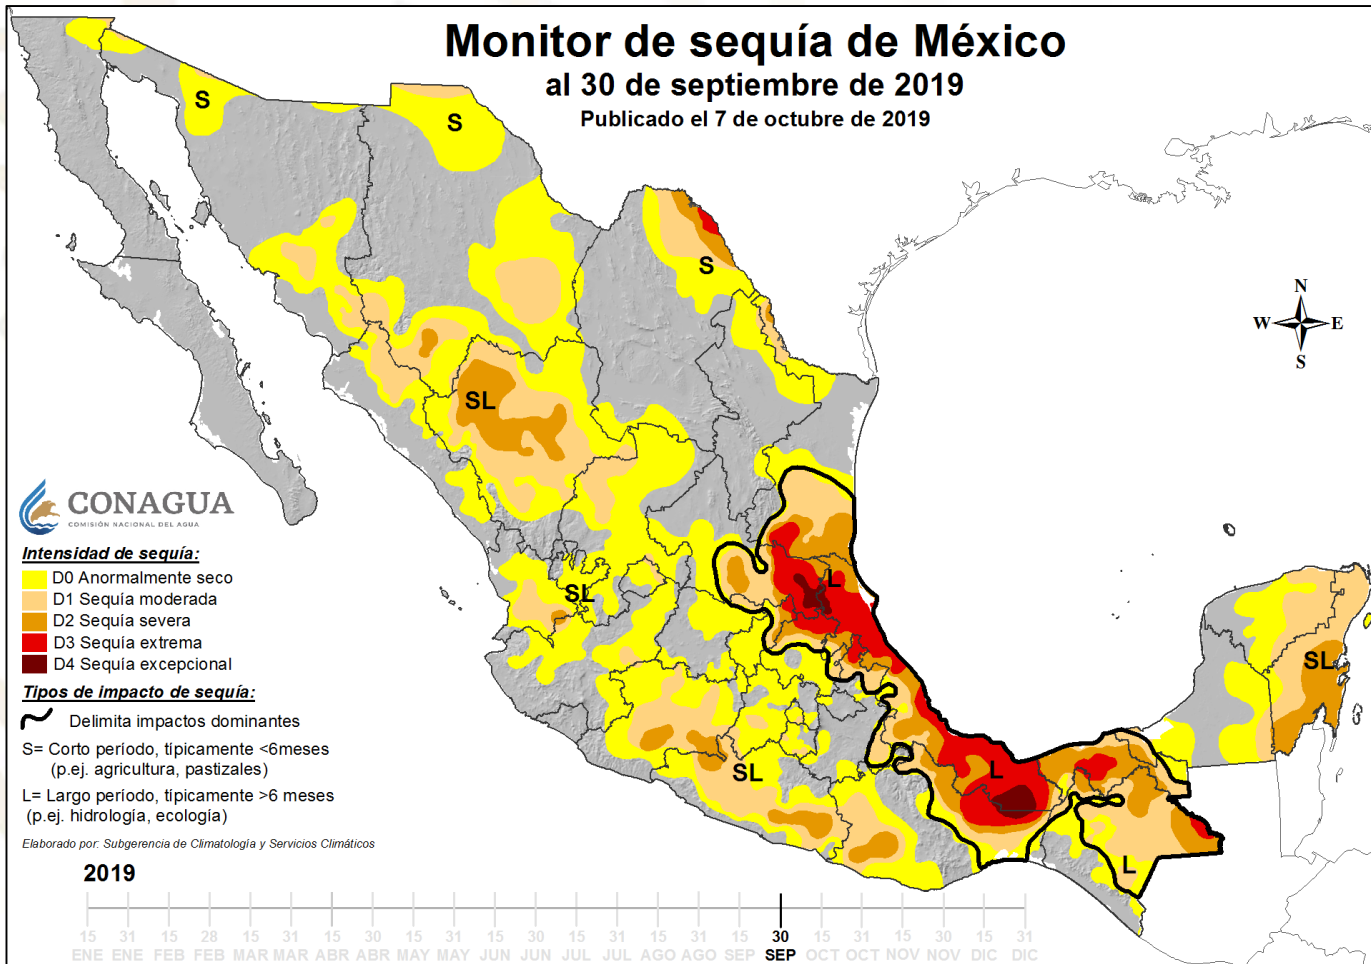 Monitor de sequía de México
al 30 de septiembre de 2019
Publicado el 7 de octubre de 2019
S
S
S
N
W E
S
SL
CONAGUA
COMISIÓN NACIONAL DEL AGUA
Intensidad de sequía:
D0 Anormalmente seco
D1 Sequía moderada
D2 Sequía severa
D3 Sequía extrema
D4 Sequía excepcional
L
SL
SL
Tipos de impacto de sequía:
Delimita impactos dominantes
S= Corto período, típicamente <6meses
(p.ej. agricultura, pastizales)
L= Largo período, típicamente >6 meses
(p.ej. hidrología, ecología)
SL
L
L
Elaborado por: Subgerencia de Climatología y Servicios Climáticos
2019
15 31 15 28 15 31 15 30 15 31 15 30 15 31 15 31 15 30 15 31 15 30 15 31
ENE ENE FEB FEB MAR MAR ABR ABR MAY MAY JUN JUN JUL JUL AGO AGO SEP SEP OCT OCT NOV NOV DIC DIC